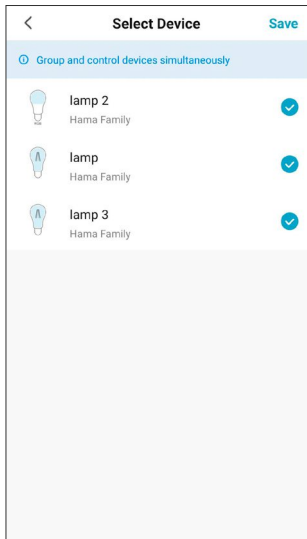 Select Device
Save
Group and control devices simultaneously
lamp 2
Hama Family
lamp
Hama Family
lamp 3
Hama Family